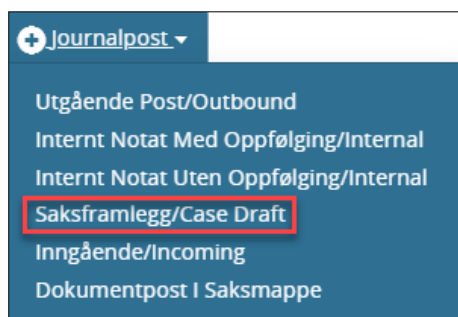 Journalpost
Utgående Post/Outbound
Internt Notat Med Oppfølging/Internal
Internt Notat Uten Oppfølging/Internal
Saksframlegg/Case Draft
Inngående/Incoming
Dokumentpost I Saksmappe